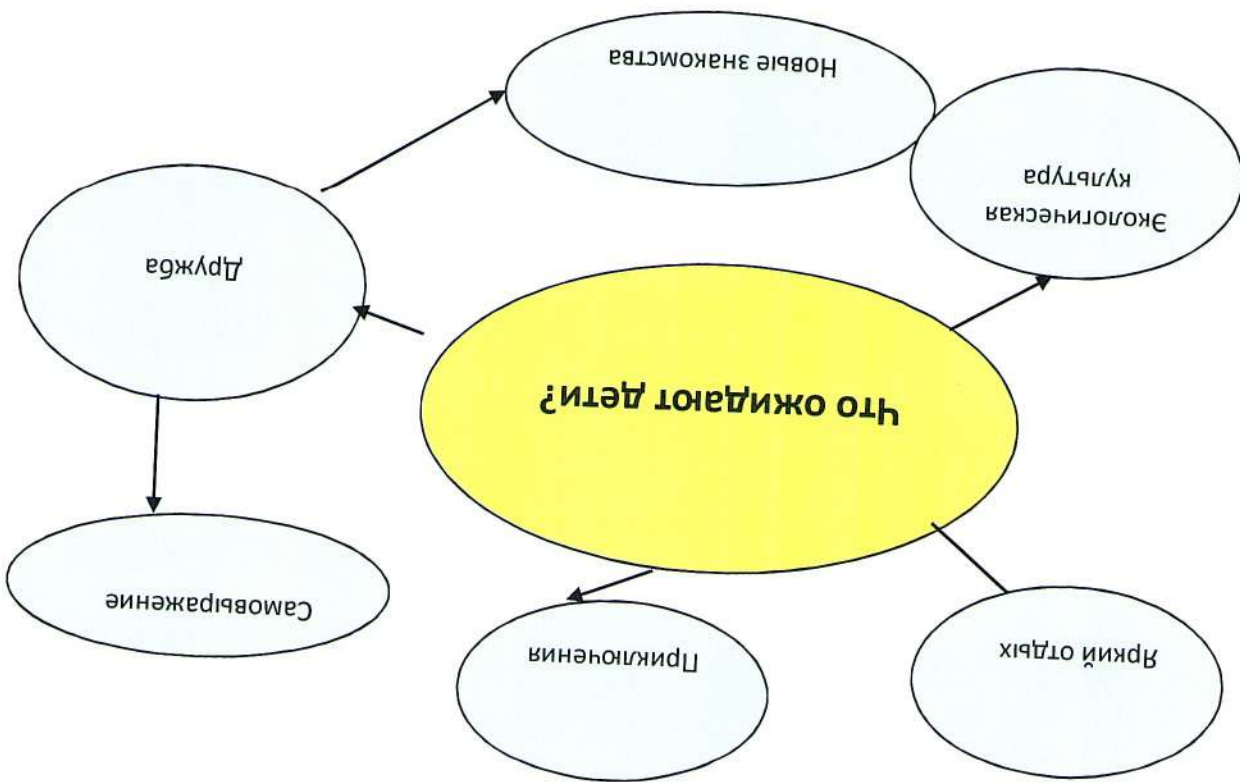 Яркий отдых
Приключения
Самовыражение
Что ожидают дети?
Дружба
Экологическая
культура
Новые знакомства